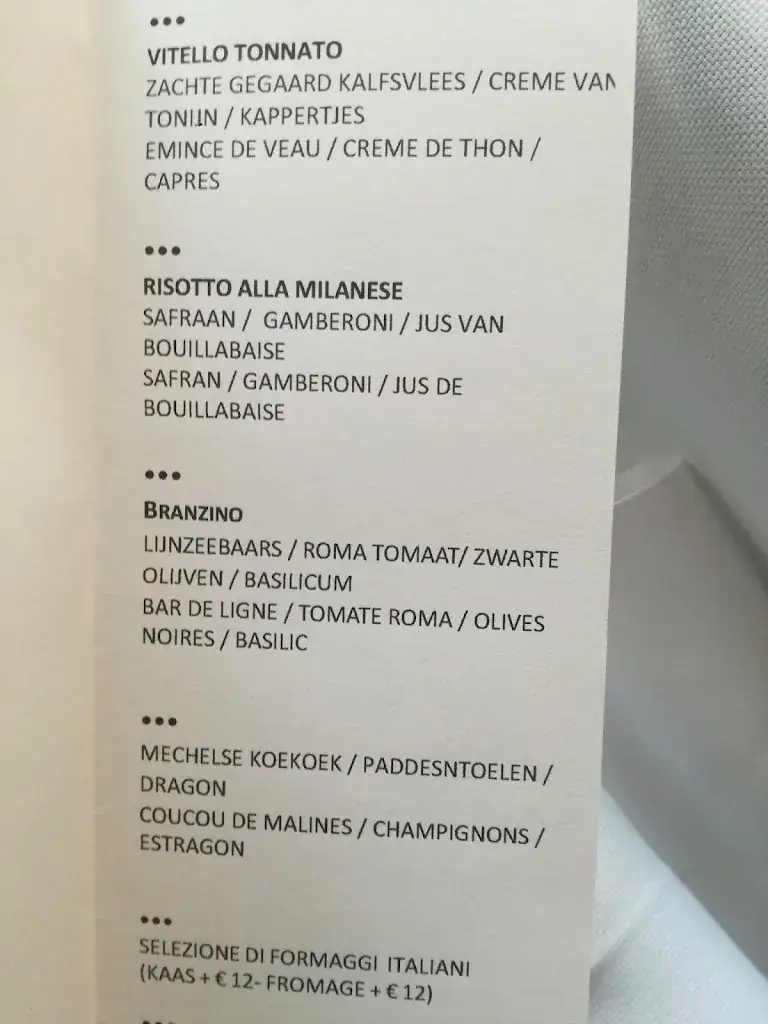 •••
VITELLO TONNATO
ZACHTE GEGAARD KALFSVLEES / CREME VAN
TONIJN / KAPPERTJES
EMINCE DE VEAU / CREME DE THON /
CAPRES
•••
RISOTTO ALLA MILANESE
SAFRAAN / GAMBERONI / JUS VAN
BOUILLABAISE
SAFRAN / GAMBERONI / JUS DE
BOUILLABAISE
•••
BRANZINO
LIJNZEEBAARS / ROMA TOMAAT/ ZWARTE
OLIJVEN / BASILICUM
BAR DE LIGNE / TOMATE ROMA / OLIVES
NOIRES / BASILIC
•••
MECHELSE KOEKOEK / PADDESNTOELEN /
DRAGON
COUCOU DE MALINES / CHAMPIGNONS /
ESTRAGON
•••
SELEZIONE DI FORMAGGI ITALIANI
(KAAS + € 12- FROMAGE + € 12)
•••